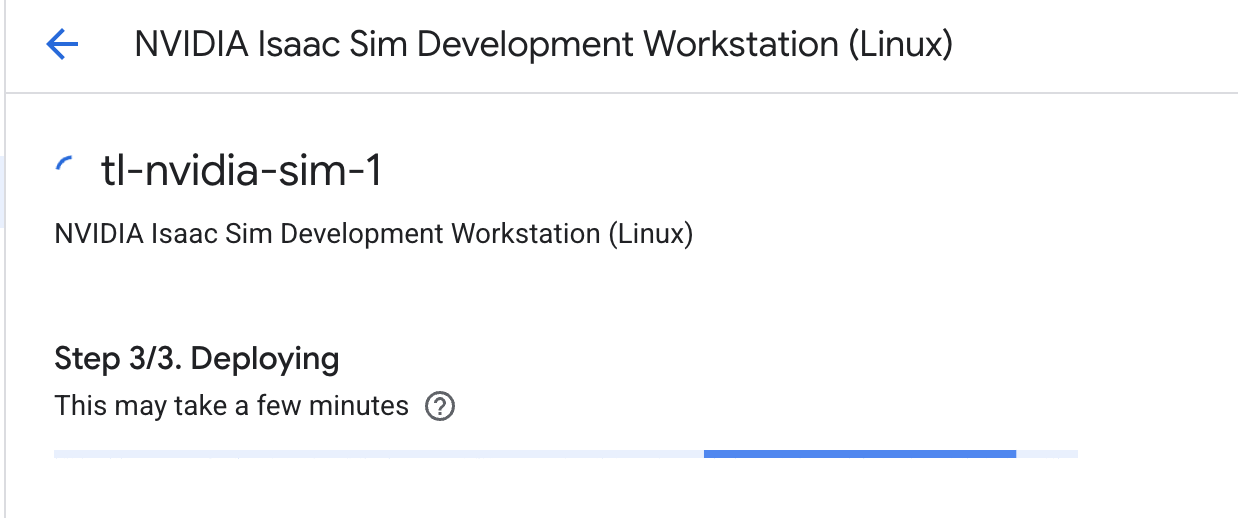 NVIDIA Isaac Sim Development Workstation (Linux)
tl-nvidia-sim-1
NVIDIA Isaac Sim Development Workstation (Linux)
Step 3/3. Deploying
This may take a few minutes ?